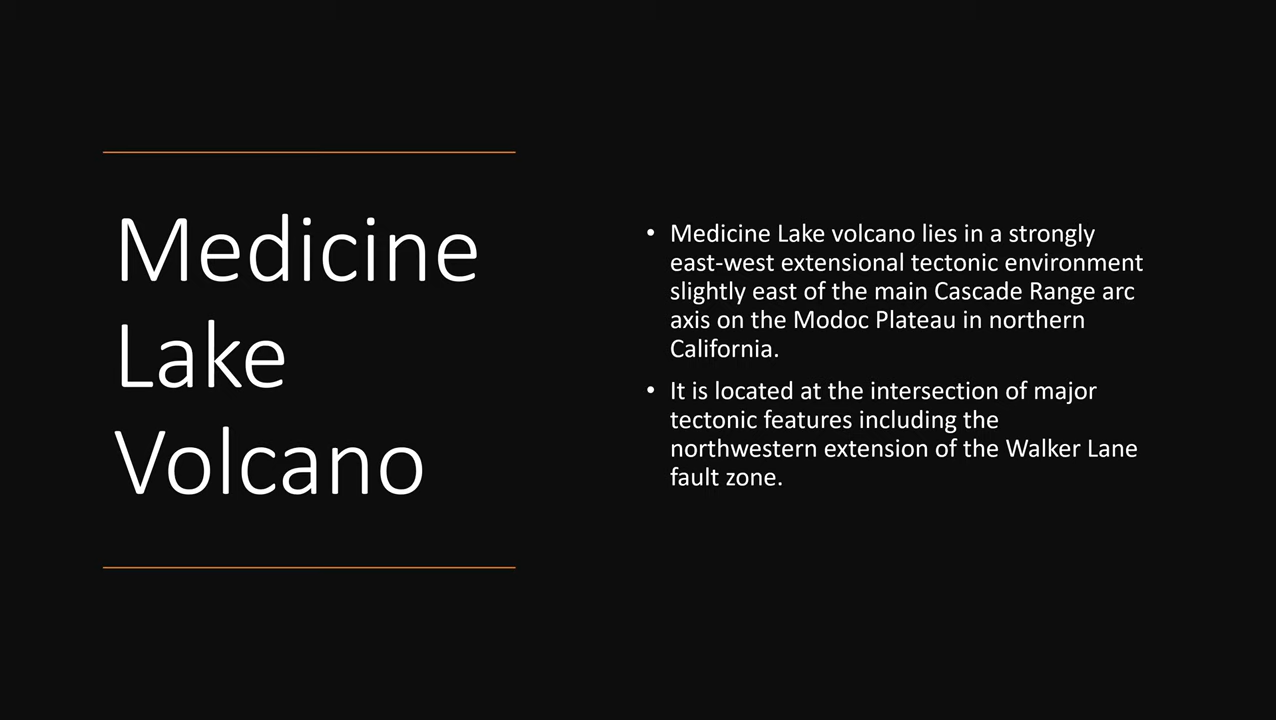 Medicine
Lake
Volcano
• Medicine Lake volcano lies in a strongly
east-west extensional tectonic environment
slightly east of the main Cascade Range arc
axis on the Modoc Plateau in northern
California.
• It is located at the intersection of major
tectonic features including the
northwestern extension of the Walker Lane
fault zone.